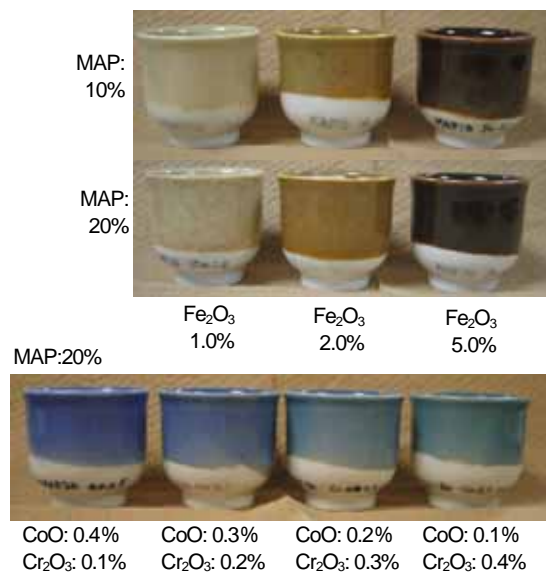 MAP:
10%
MAP:
20%
Fe₂O₃ Fe₂O₃ Fe₂O₃
1.0% 2.0% 5.0%
MAP:20%
CoO: 0.4% CoO: 0.3% CoO: 0.2% CoO: 0.1%
Cr₂O₃: 0.1% Cr₂O₃: 0.2% Cr₂O₃: 0.3% Cr₂O₃: 0.4%